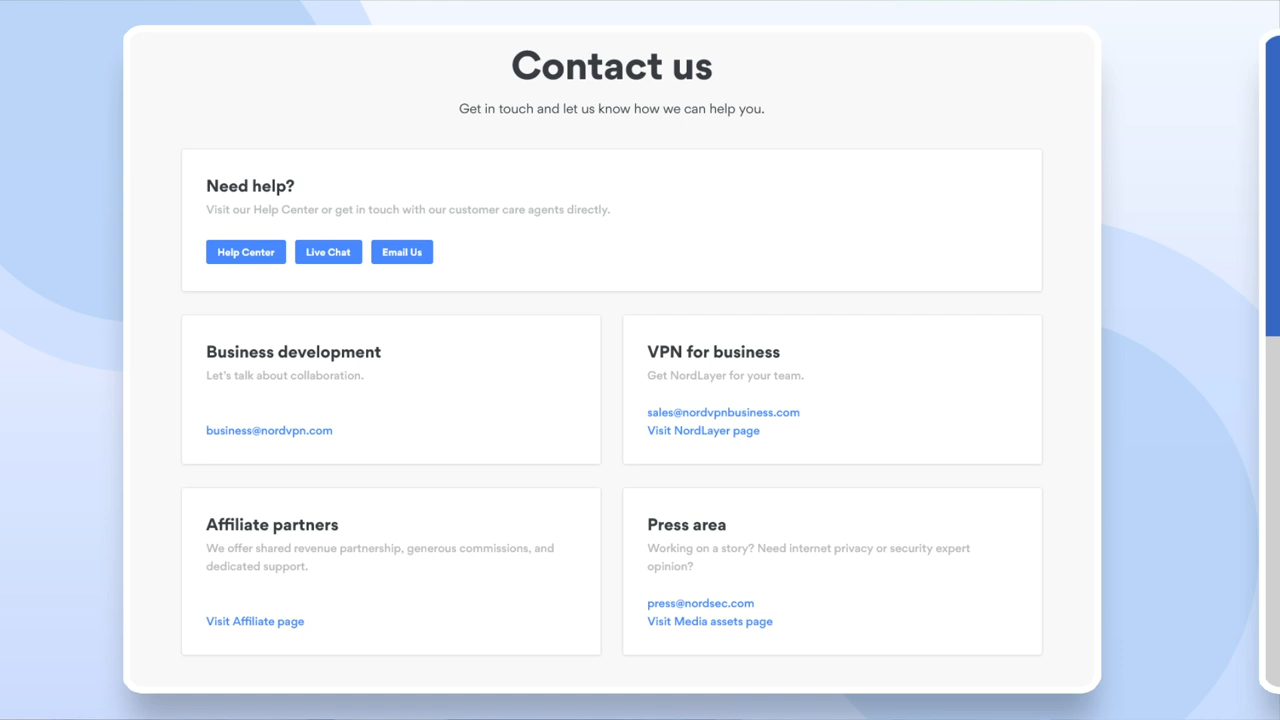 Contact us
Get in touch and let us know how we can help you.
Need help?
Visit our Help Center or get in touch with our customer care agents directly.
Help Center
Live Chat
Email Us
Business development
Let's talk about collaboration.
business@nordvpn.com
VPN for business
Get NordLayer for your team.
sales@nordvpnbusiness.com
Visit NordLayer page
Affiliate partners
We offer shared revenue partnership, generous commissions, and
dedicated support.
Visit Affiliate page
Press area
Working on a story? Need internet privacy or security expert
opinion?
press@nordsec.com
Visit Media assets page